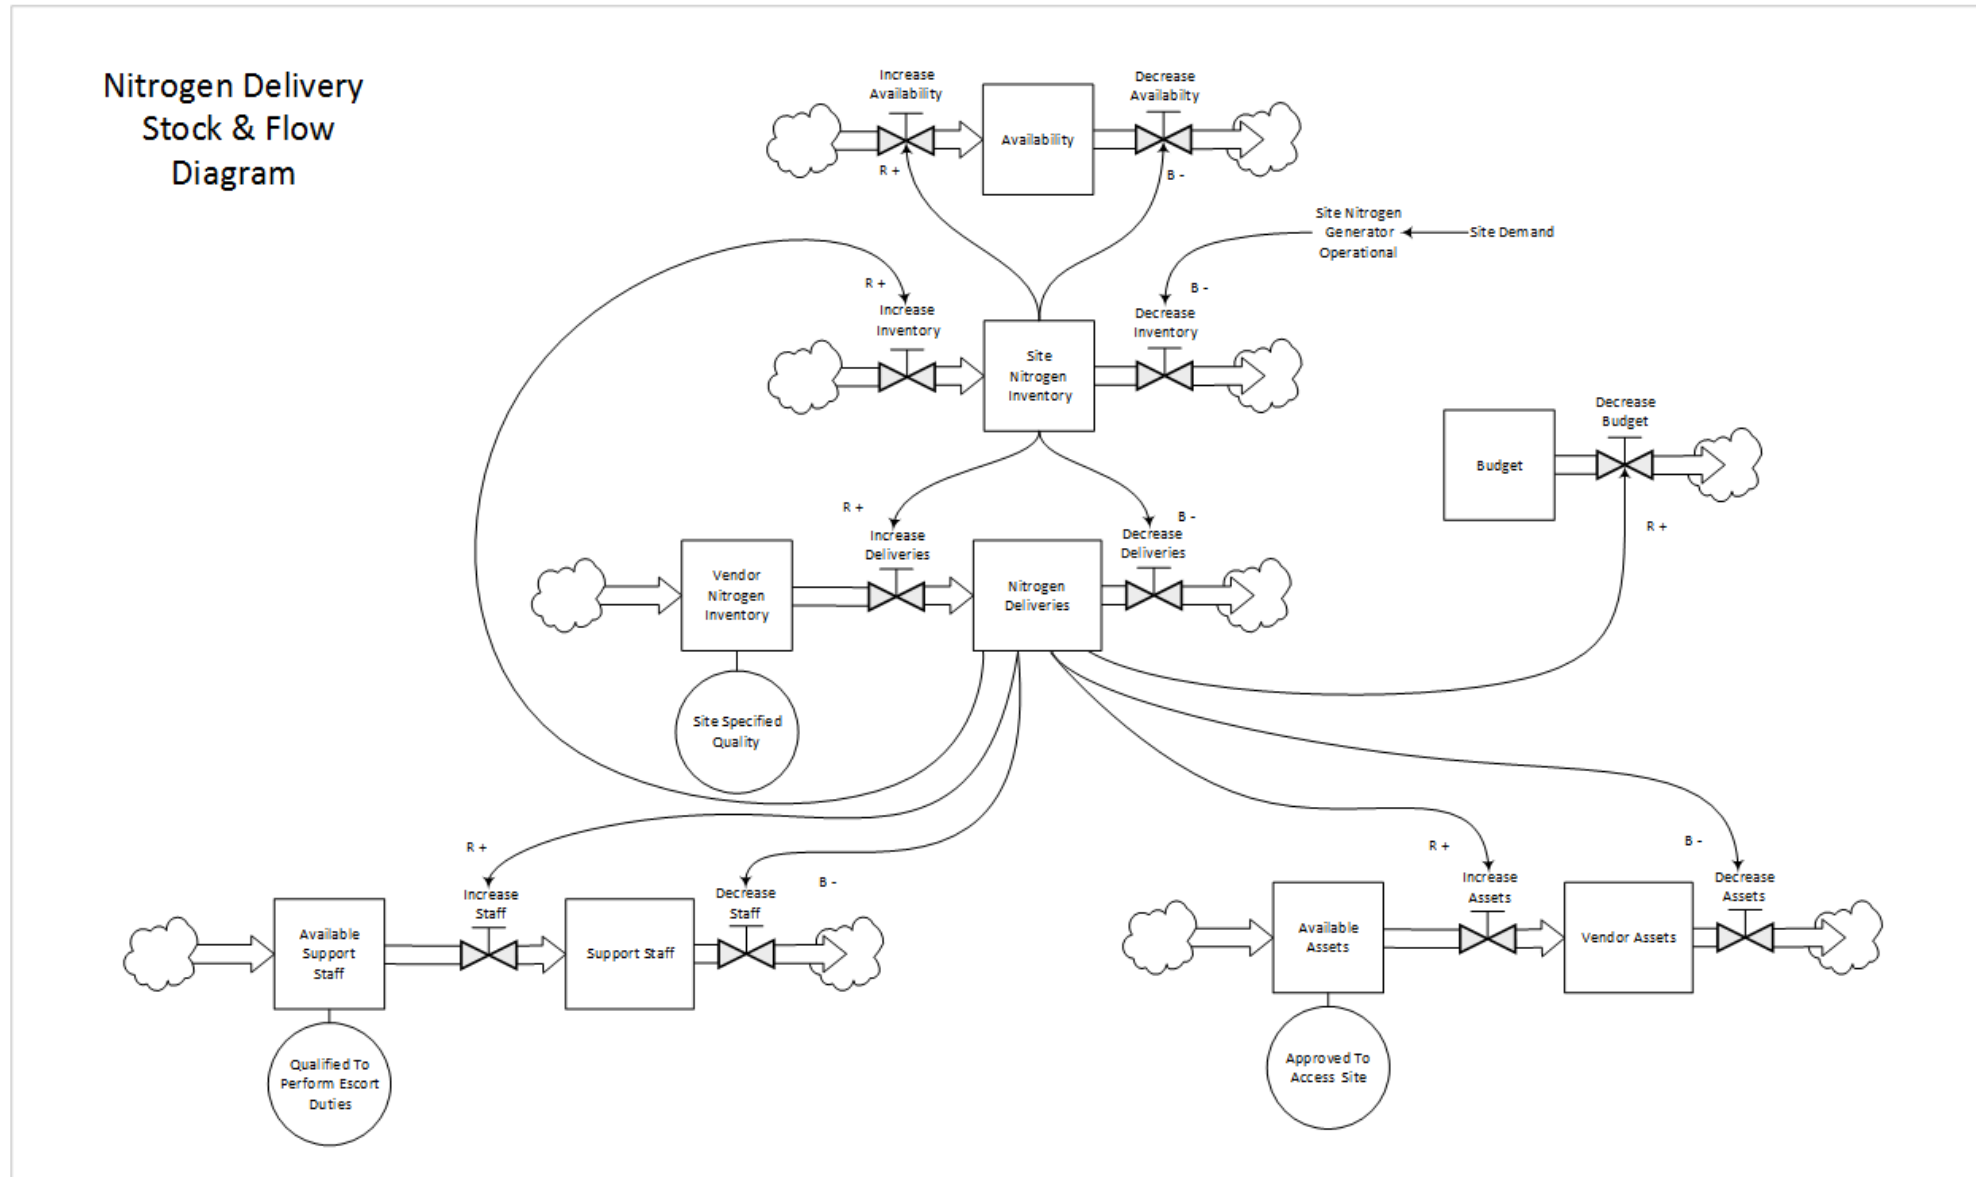 Nitrogen Delivery
Stock & Flow
Diagram
Increase
Availability
Decrease
Availabilty
Availability
R +
B -
Site Nitrogen
Generator
Operational
Site Demand
R +
B -
Increase
Inventory
Decrease
Inventory
Site
Nitrogen
Inventory
Decrease
Budget
Budget
R +
R +
B -
Increase
Deliveries
Decrease
Deliveries
Vendor
Nitrogen
Inventory
Nitrogen
Deliveries
Site Specified
Quality
R +
B -
Increase
Staff
Decrease
Staff
Available
Support
Staff
Support Staff
Qualified To
Perform Escort
Duties
R +
B -
Increase
Assets
Decrease
Assets
Available
Assets
Vendor Assets
Approved To
Access Site